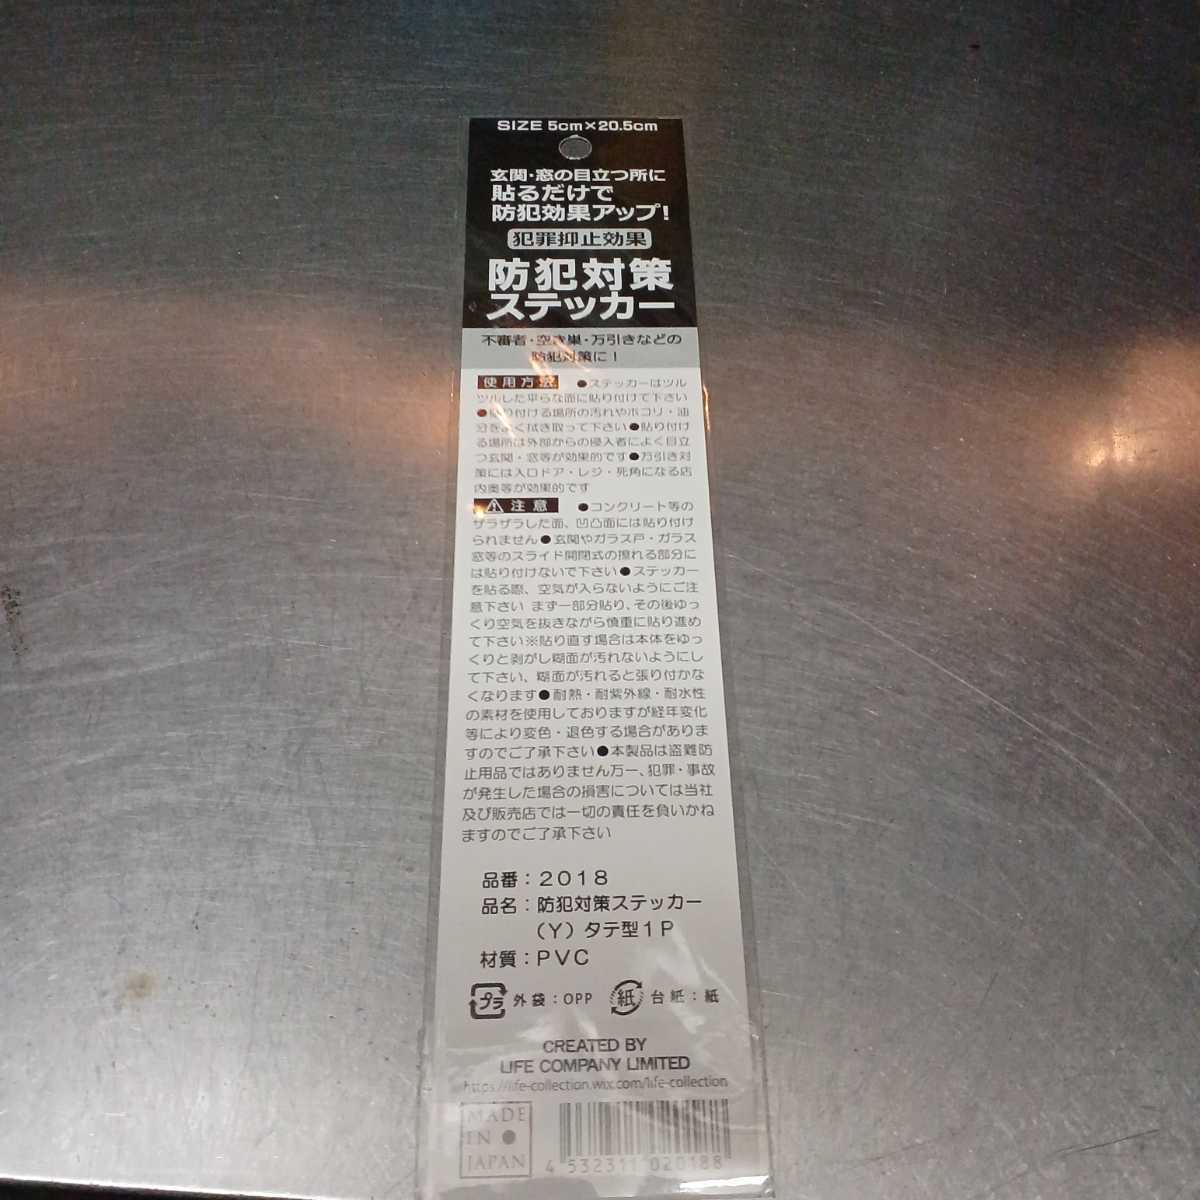 SIZE 5cm×20.5cm
玄関・窓の目立つ所に
貼るだけで
防犯効果アップ!
犯罪抑止効果
防犯対策
ステッカー
不審者・空き巣・万引きなどの
防犯対策に!
使用方法 ●ステッカーはツル
ツルした平らな面に貼り付けて下さい
●貼り付ける場所の汚れやホコリ・油
分をよく拭き取って下さい●貼り付け
る場所は外部からの侵入者によく目立
つ玄関・窓等が効果的です●万引き対
策には入口ドア・レジ・死角になる店
内奥等が効果的です
注意 ●コンクリート等の
ザラザラした面、凹凸面には貼り付け
られません●玄関やガラス戸・ガラス
窓等のスライド開閉式の擦れる部分に
は貼り付けないで下さい●ステッカー
を貼る際、空気が入らないようにご注
意下さい まず一部分貼り、その後ゆっ
くり空気を抜きながら慎重に貼り進め
て下さい※貼り直す場合は本体をゆっ
くりと剥がし糊面が汚れないようにし
て下さい、糊面が汚れると張り付かな
くなります●耐熱・耐紫外線・耐水性
の素材を使用しておりますが経年変化
等により変色・退色する場合がありま
すのでご了承下さい●本製品は盗難防
止用品ではありません万一、犯罪・事故
が発生した場合の損害については当社
及び販売店では一切の責任を負いかね
ますのでご了承下さい
品番：2018
品名：防犯対策ステッカー
（Y）タテ型1P
材質：PVC
プラ 外袋：OPP 紙 台紙：紙
CREATED BY
LIFE COMPANY LIMITED
https://life-collection.wix.com/life-collection
MADE
IN ●
JAPAN
4 532311 020188